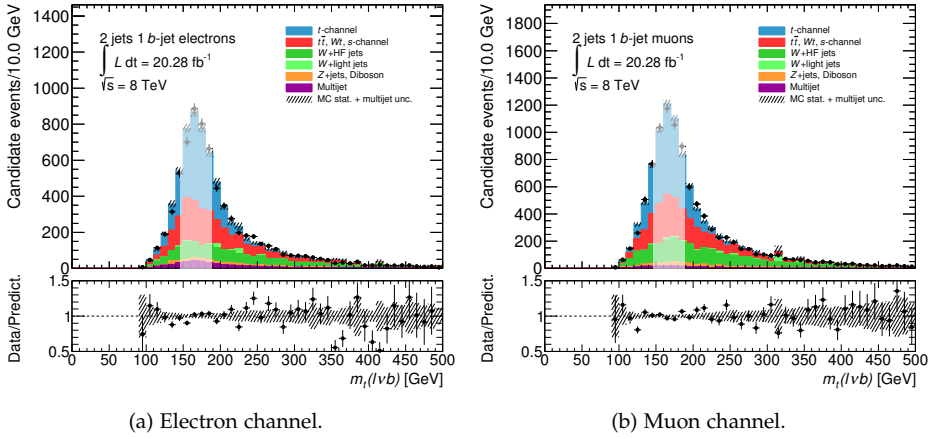 Candidate events/10.0 GeV
1400
1200
1000
800
600
400
200
0
2 jets 1 b-jet electrons
∫ L dt = 20.28 fb⁻¹
√s = 8 TeV
t-channel
tt̄, Wt, s-channel
W+HF jets
W+light jets
Z+jets, Diboson
Multijet
MC stat. + multijet unc.
Data/Predict.
1.5
1
0.5
0 50 100 150 200 250 300 350 400 450 500
mₜ(lνb) [GeV]
(a) Electron channel.
Candidate events/10.0 GeV
1800
1600
1400
1200
1000
800
600
400
200
0
2 jets 1 b-jet muons
∫ L dt = 20.28 fb⁻¹
√s = 8 TeV
t-channel
tt̄, Wt, s-channel
W+HF jets
W+light jets
Z+jets, Diboson
Multijet
MC stat. + multijet unc.
Data/Predict.
1.5
1
0.5
0 50 100 150 200 250 300 350 400 450 500
mₜ(lνb) [GeV]
(b) Muon channel.